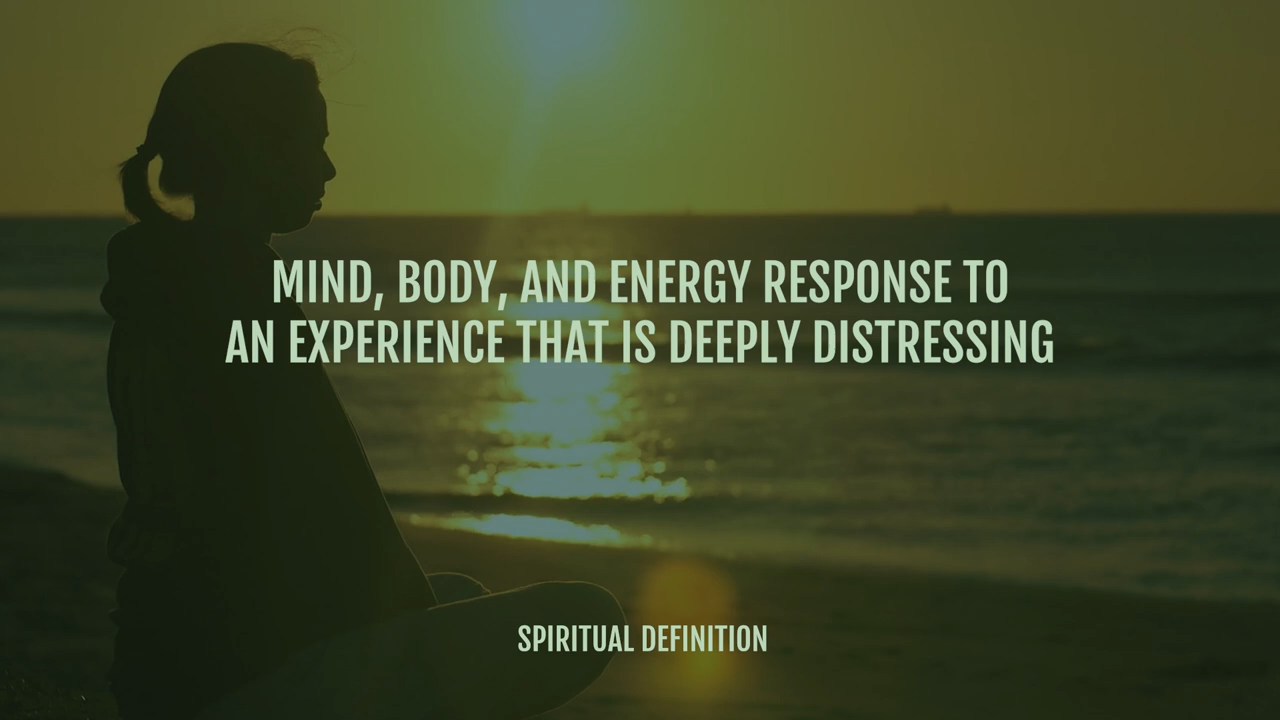 MIND, BODY, AND ENERGY RESPONSE TO
AN EXPERIENCE THAT IS DEEPLY DISTRESSING
SPIRITUAL DEFINITION